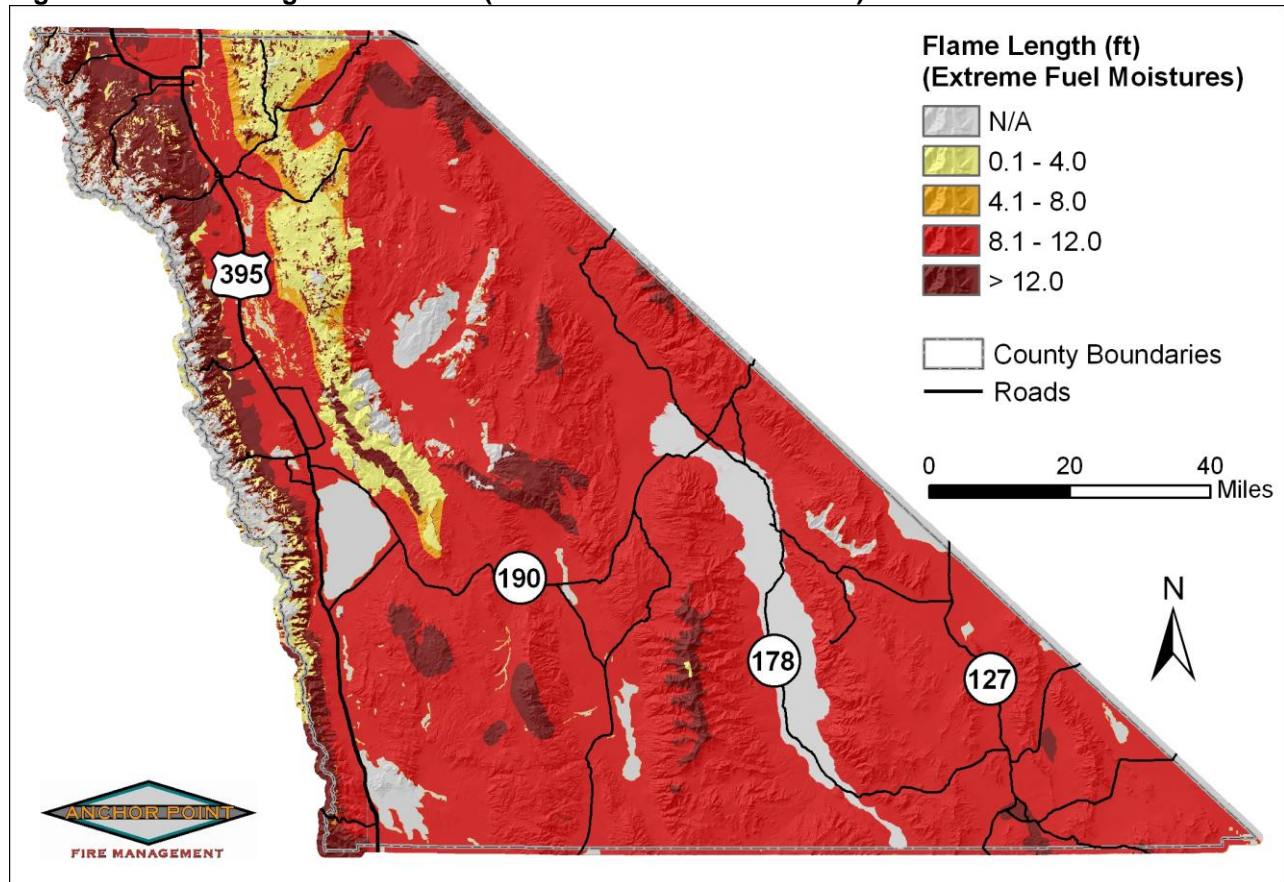 Flame Length (ft)
(Extreme Fuel Moistures)
N/A
0.1 - 4.0
4.1 - 8.0
8.1 - 12.0
> 12.0
County Boundaries
Roads
0 20 40
Miles
N
395
190
178
127
ANCHOR POINT
FIRE MANAGEMENT